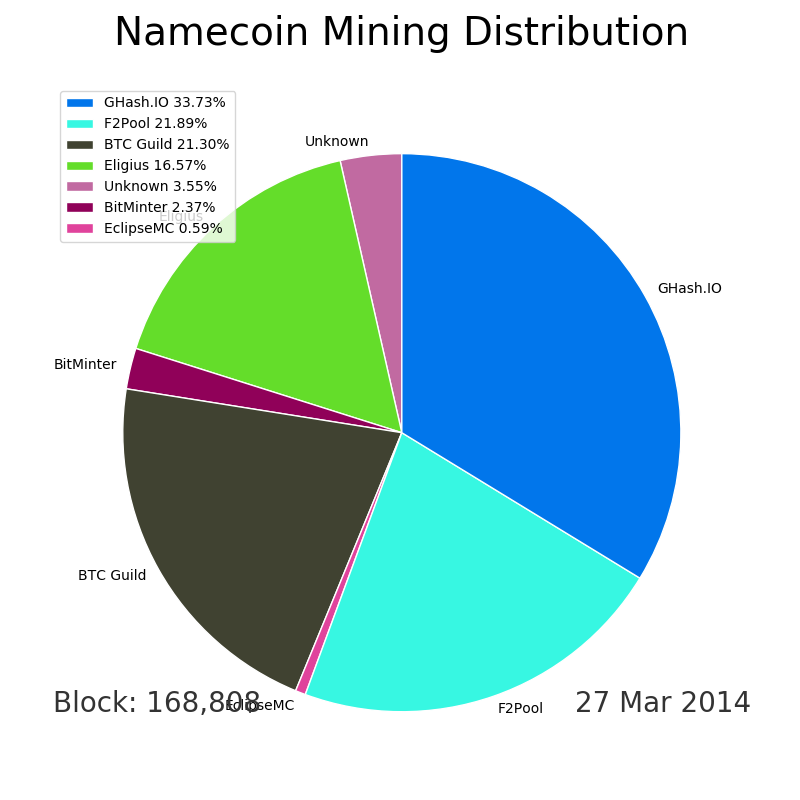 Namecoin Mining Distribution
GHash.IO 33.73%
F2Pool 21.89%
BTC Guild 21.30%
Eligius 16.57%
Unknown 3.55%
BitMinter 2.37%
EclipseMC 0.59%
Unknown
Eligius
GHash.IO
BitMinter
BTC Guild
EclipseMC
F2Pool
Block: 168,808
27 Mar 2014